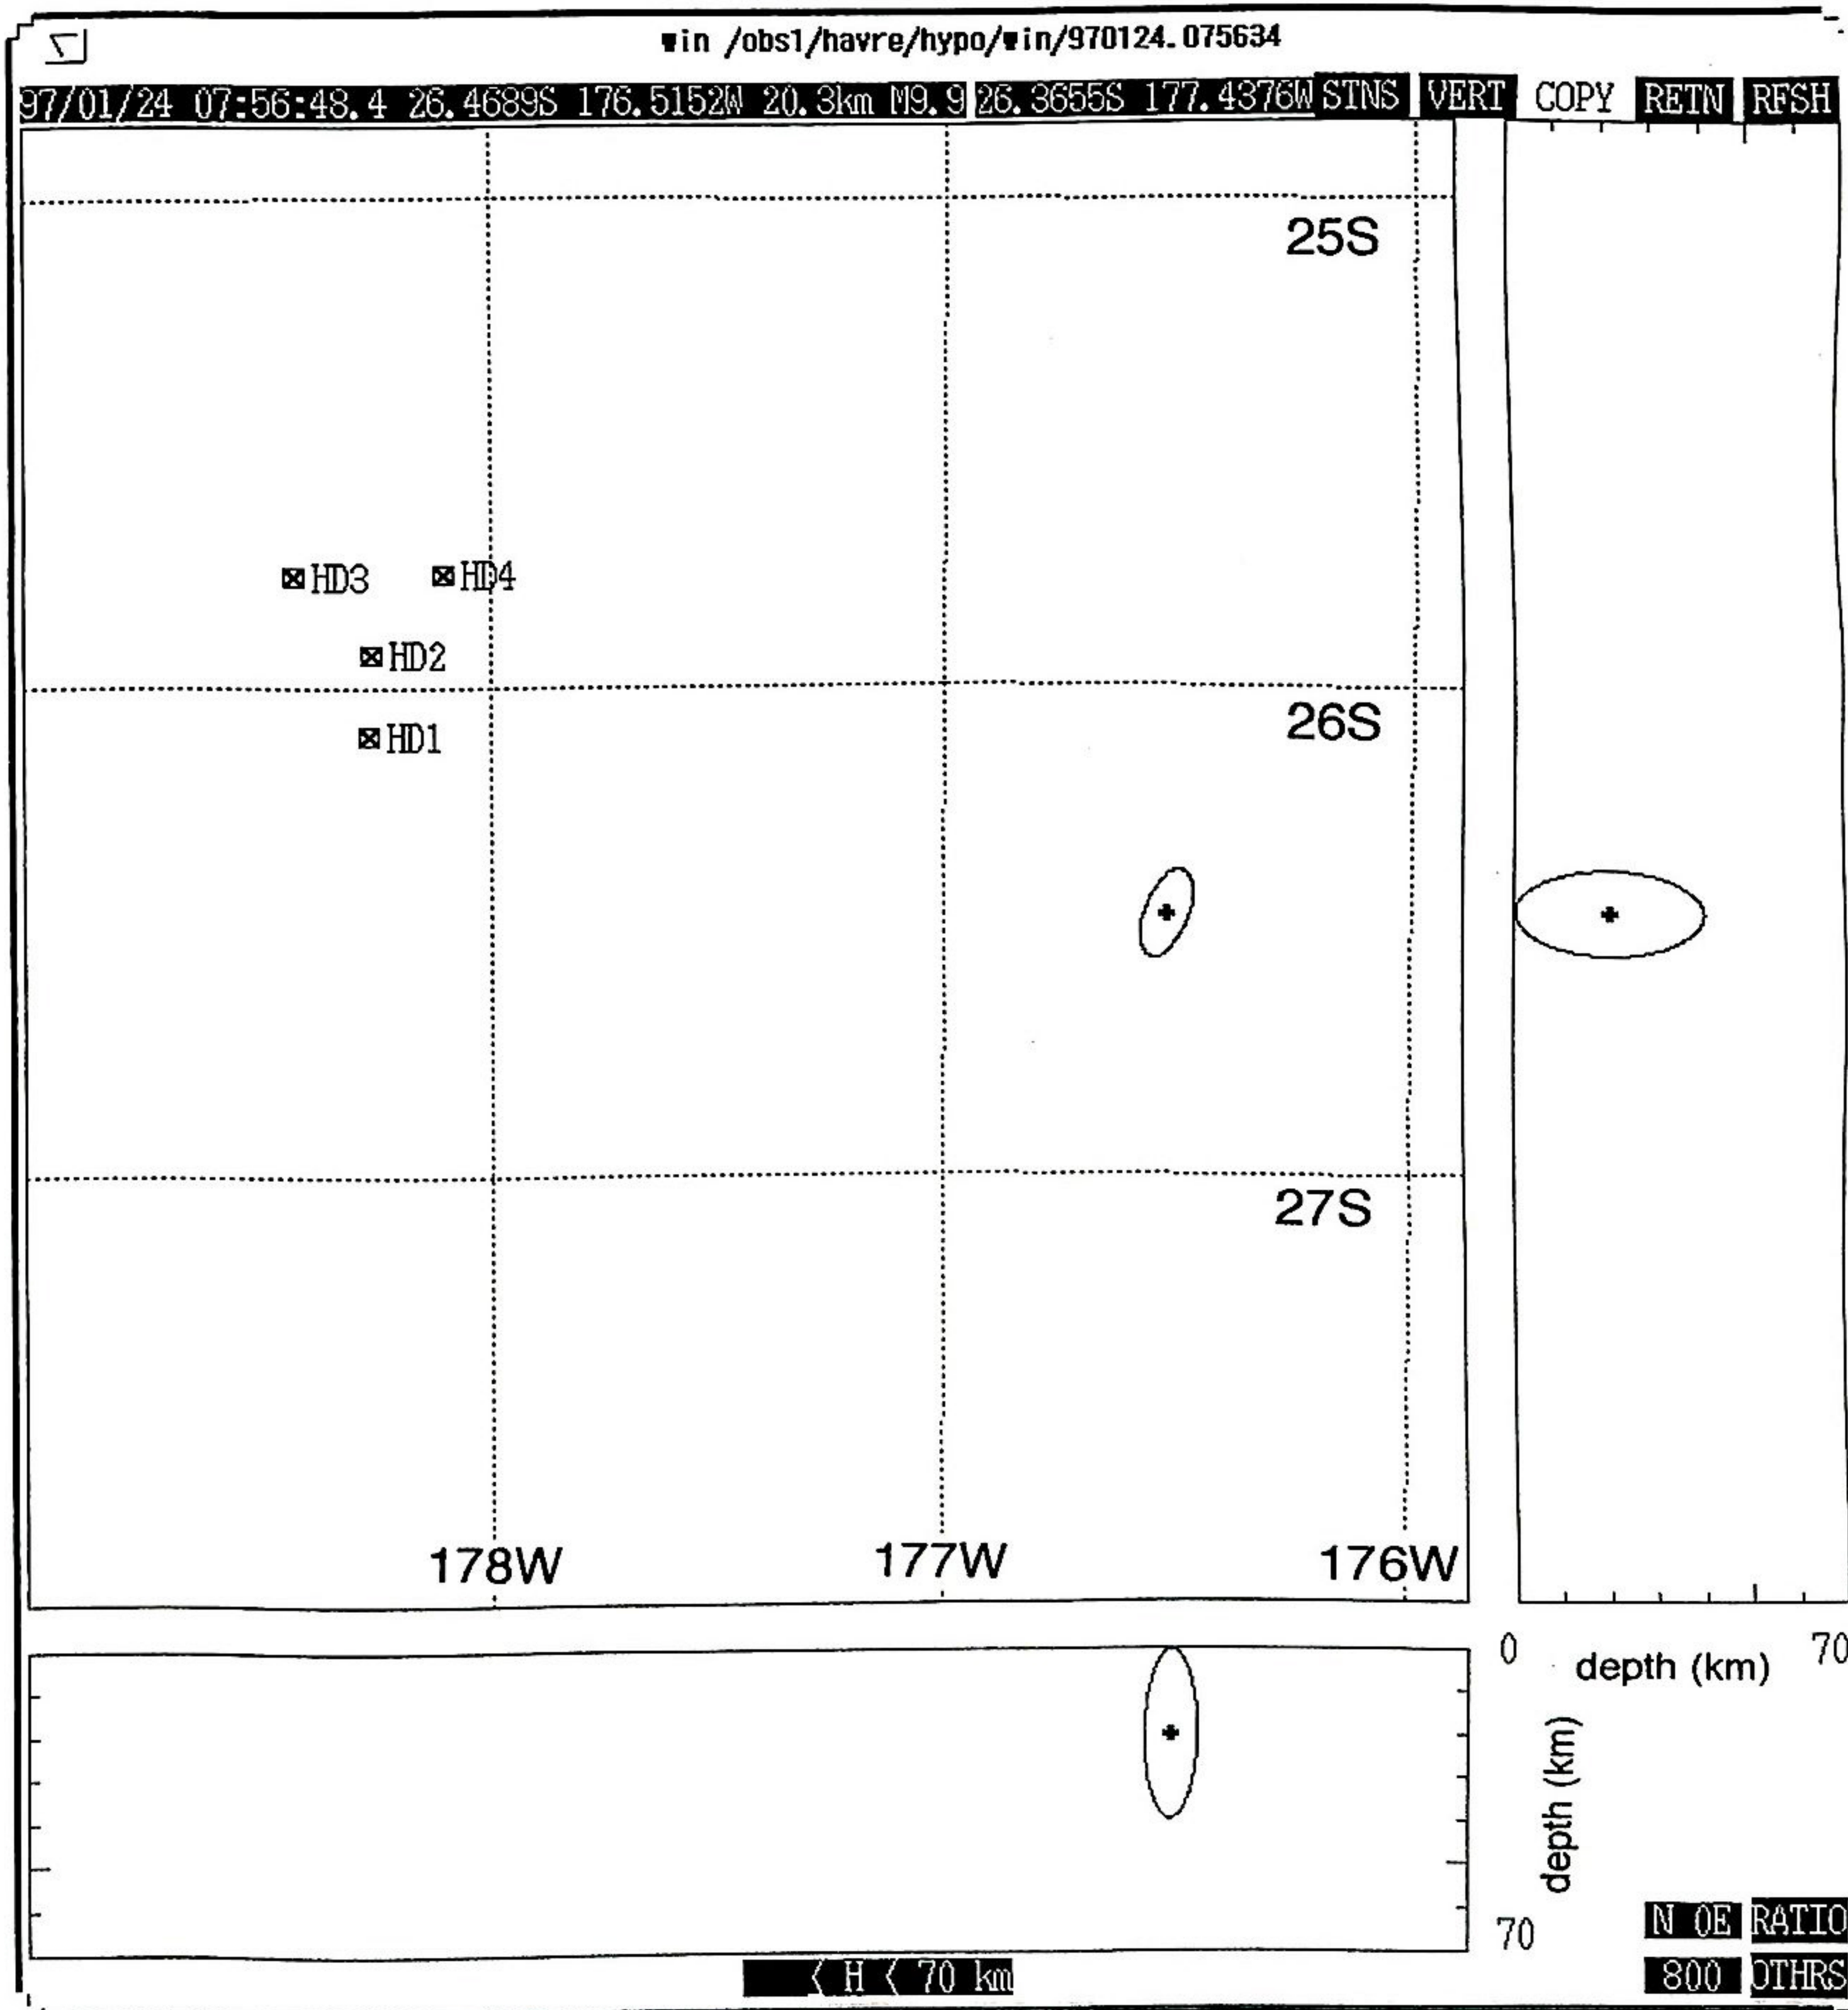 win /obs1/havre/hypo/win/970124.075634
97/01/24 07:56:48.4 26.4689S 176.5152W 20.3km M9.9 26.3655S 177.4376W STNS VERT COPY RETN RFSH
25S
HD3 HD4
HD2
26S
HD1
27S
178W 177W 176W
0 70
depth (km)
depth (km)
70
N 0E RATIO
< H < 70 km 800 OTHRS